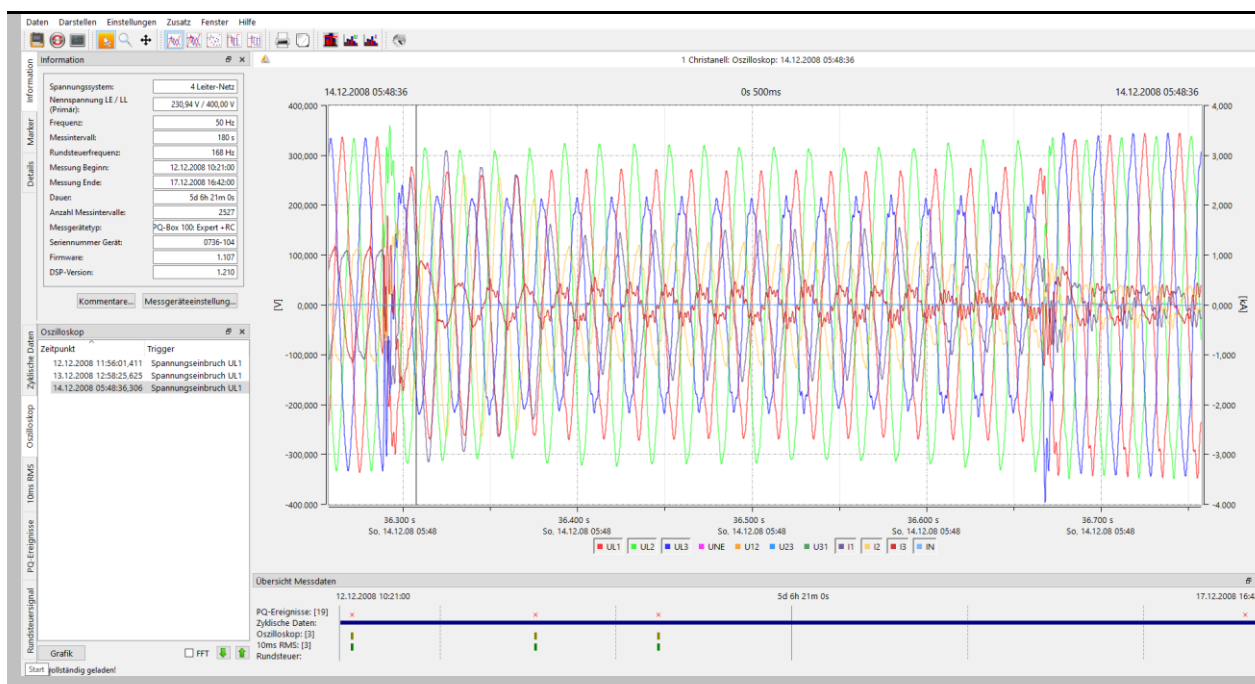 Daten Darstellen Einstellungen Zusatz Fenster Hilfe
Information
1 Christanell: Oszilloskop: 14.12.2008 05:48:36
Information
Marker
Details
Spannungssystem: 4 Leiter-Netz
Nennspannung LE / LL (Primär): 230,94 V / 400,00 V
Frequenz: 50 Hz
Messintervall: 180 s
Rundsteuerfrequenz: 168 Hz
Messung Beginn: 12.12.2008 10:21:00
Messung Ende: 17.12.2008 16:42:00
Dauer: 5d 6h 21m 0s
Anzahl Messintervalle: 2527
Messgerätetyp: PQ-Box 100: Expert +RC
Seriennummer Gerät: 0736-104
Firmware: 1.107
DSP-Version: 1.210
Kommentare... Messgeräteeinstellung...
Zyklische Daten
Oszilloskop
10ms RMS
PQ-Ereignisse
Rundsteuersignal
Oszilloskop
Zeitpunkt Trigger
12.12.2008 11:56:01,411 Spannungseinbruch UL1
13.12.2008 12:58:25,625 Spannungseinbruch UL1
14.12.2008 05:48:36,306 Spannungseinbruch UL1
Grafik FFT
Start vollständig geladen!
14.12.2008 05:48:36 0s 500ms 14.12.2008 05:48:36
400,000 4,000
300,000 3,000
200,000 2,000
100,000 1,000
[V] 0,000 0,000 [kA]
-100,000 -1,000
-200,000 -2,000
-300,000 -3,000
-400,000 -4,000
36.300 s 36.400 s 36.500 s 36.600 s 36.700 s
So. 14.12.08 05:48 So. 14.12.08 05:48 So. 14.12.08 05:48 So. 14.12.08 05:48 So. 14.12.08 05:48
UL1 UL2 UL3 UNE U12 U23 U31 I1 I2 I3 IN
Übersicht Messdaten
12.12.2008 10:21:00 5d 6h 21m 0s 17.12.2008 16:4
PQ-Ereignisse: [19]
Zyklische Daten:
Oszilloskop: [3]
10ms RMS: [3]
Rundsteuer: